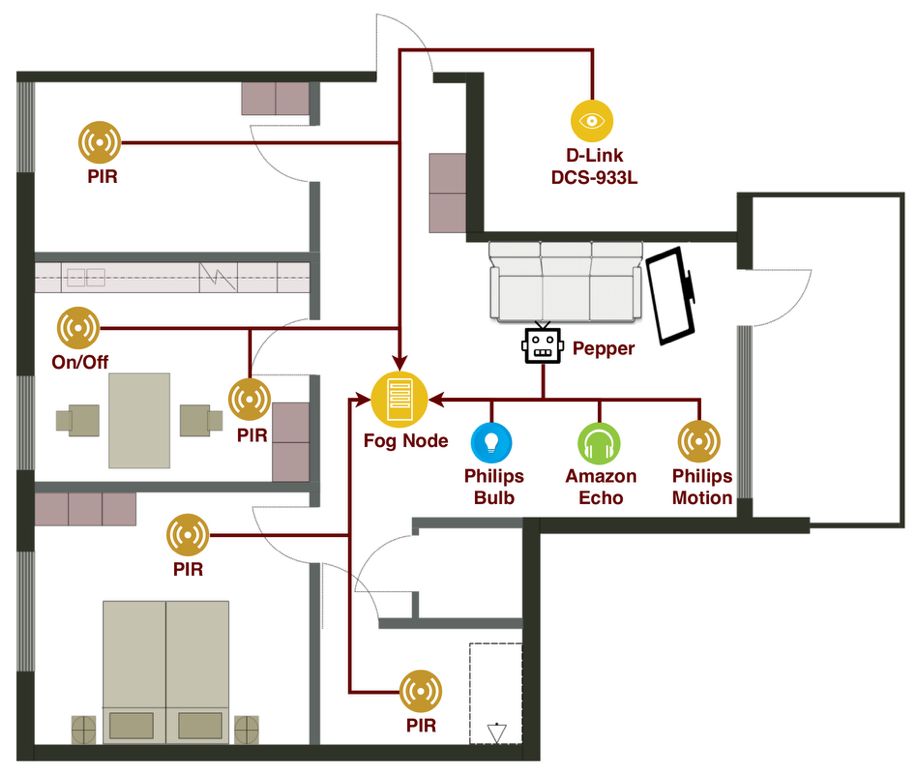 D-Link
DCS-933L
PIR
Pepper
On/Off
PIR
Fog Node
Philips
Bulb
Amazon
Echo
Philips
Motion
PIR
PIR